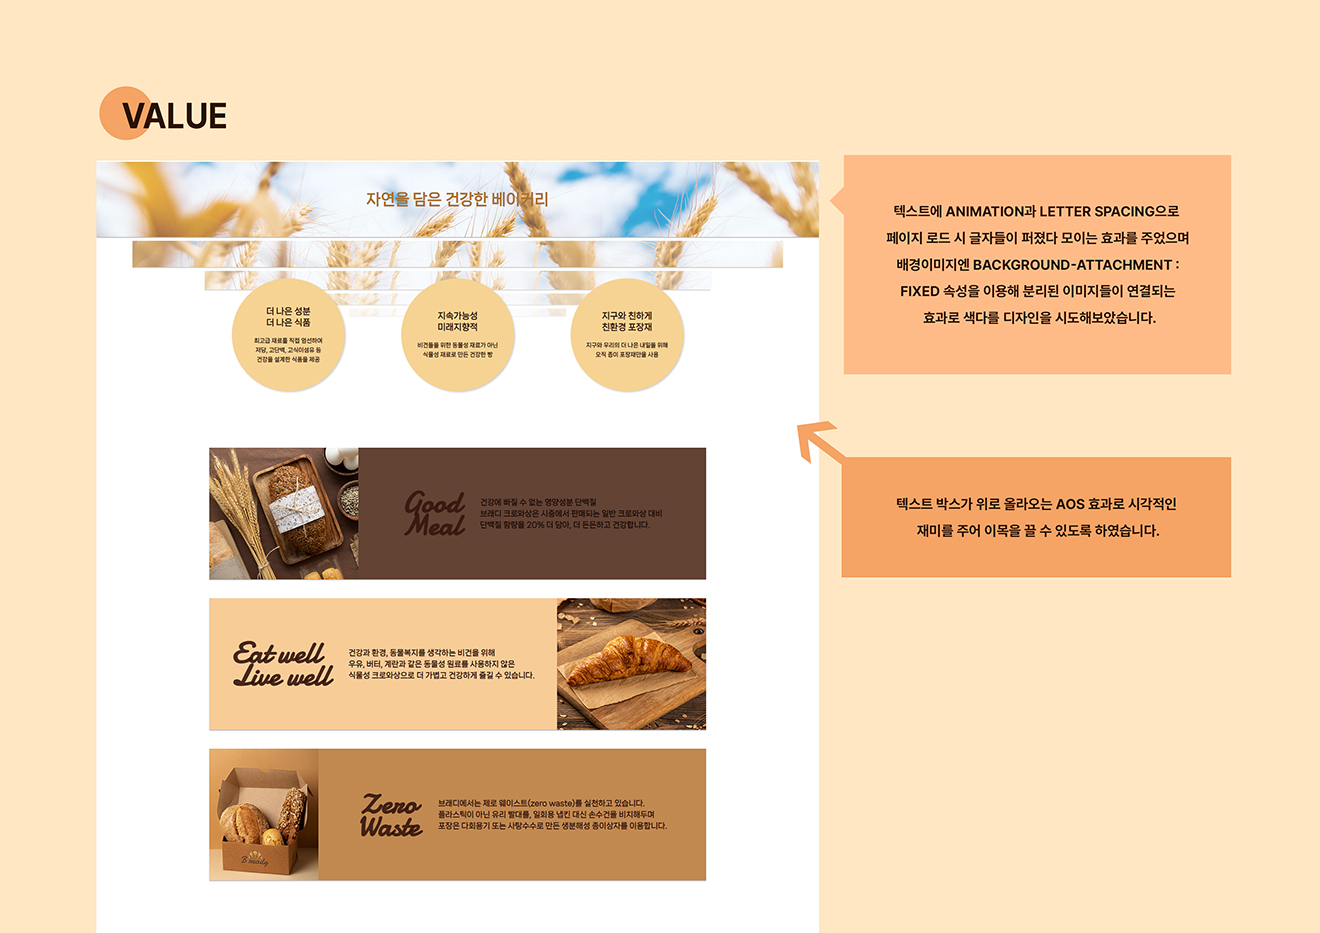 VALUE
자연을 담은 건강한 베이커리
더 나은 성분
더 나은 식품
최고급 재료를 직접 엄선하여
저당, 고단백, 고식이섬유 등
건강을 설계한 식품을 제공
지속가능성
미래지향적
비건들을 위한 동물성 재료가 아닌
식물성 재료로 만든 건강한 빵
지구와 친하게
친환경 포장재
지구와 우리의 더 나은 내일을 위해
오직 종이 포장재만을 사용
텍스트에 ANIMATION과 LETTER SPACING으로
페이지 로드 시 글자들이 퍼졌다 모이는 효과를 주었으며
배경이미지엔 BACKGROUND-ATTACHMENT :
FIXED 속성을 이용해 분리된 이미지들이 연결되는
효과로 색다를 디자인을 시도해보았습니다.
텍스트 박스가 위로 올라오는 AOS 효과로 시각적인
재미를 주어 이목을 끌 수 있도록 하였습니다.
Good
Meal
건강에 빠질 수 없는 영양성분 단백질
브래디 크로와상은 시중에서 판매되는 일반 크로와상 대비
단백질 함량을 20% 더 담아, 더 든든하고 건강합니다.
Eat well
Live well
건강과 환경, 동물복지를 생각하는 비건을 위해
우유, 버터, 계란과 같은 동물성 원료를 사용하지 않은
식물성 크로와상으로 더 가볍고 건강하게 즐길 수 있습니다.
Zero
Waste
브래디에서는 제로 웨이스트(zero waste)를 실천하고 있습니다.
플라스틱이 아닌 유리 빨대를, 일회용 냅킨 대신 손수건을 비치해두며
포장은 다회용기 또는 사탕수수로 만든 생분해성 종이상자를 이용합니다.